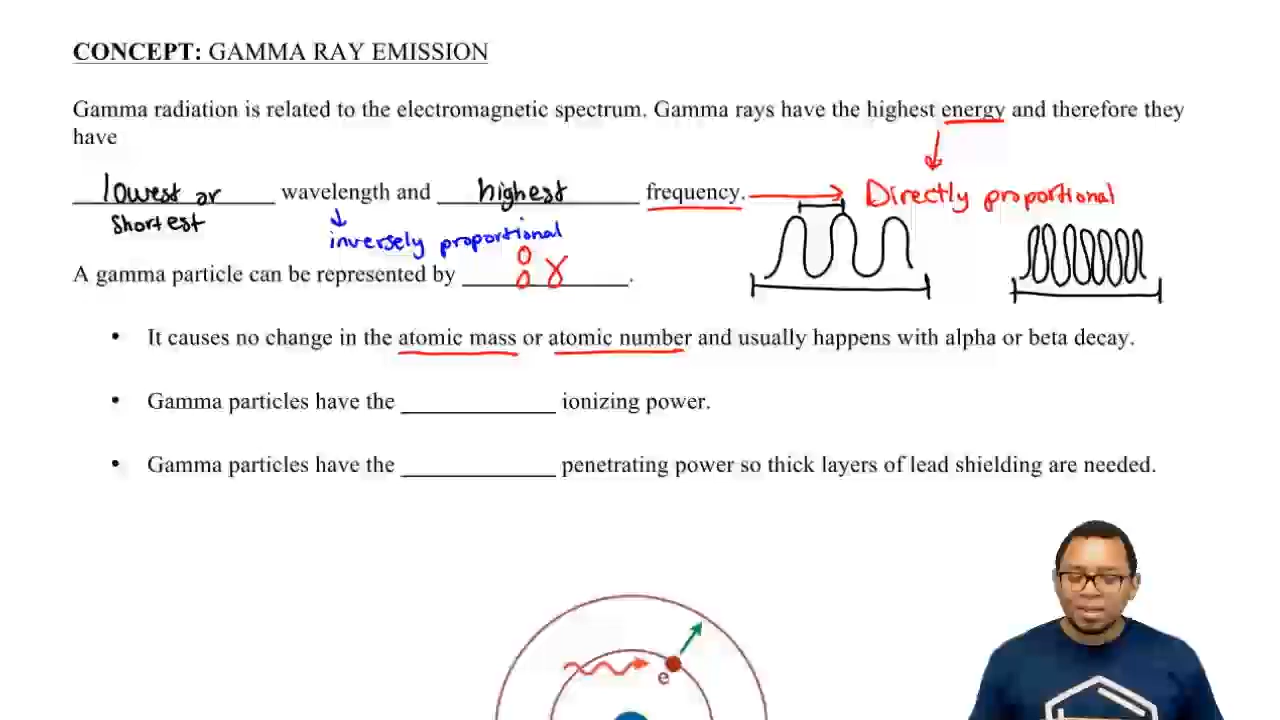 CONCEPT: GAMMA RAY EMISSION
Gamma radiation is related to the electromagnetic spectrum. Gamma rays have the highest energy and therefore they
have
lowest or wavelength and highest frequency. Directly proportional
shortest
inversely proportional
A gamma particle can be represented by 0 0 γ.
• It causes no change in the atomic mass or atomic number and usually happens with alpha or beta decay.
• Gamma particles have the ____________ ionizing power.
• Gamma particles have the ____________ penetrating power so thick layers of lead shielding are needed.
e